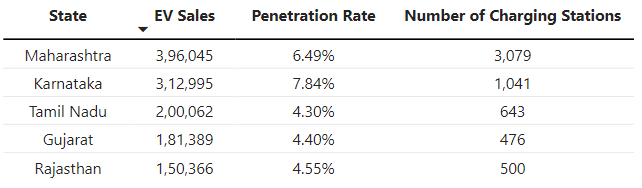 State EV Sales Penetration Rate Number of Charging Stations
Maharashtra 3,96,045 6.49% 3,079
Karnataka 3,12,995 7.84% 1,041
Tamil Nadu 2,00,062 4.30% 643
Gujarat 1,81,389 4.40% 476
Rajasthan 1,50,366 4.55% 500